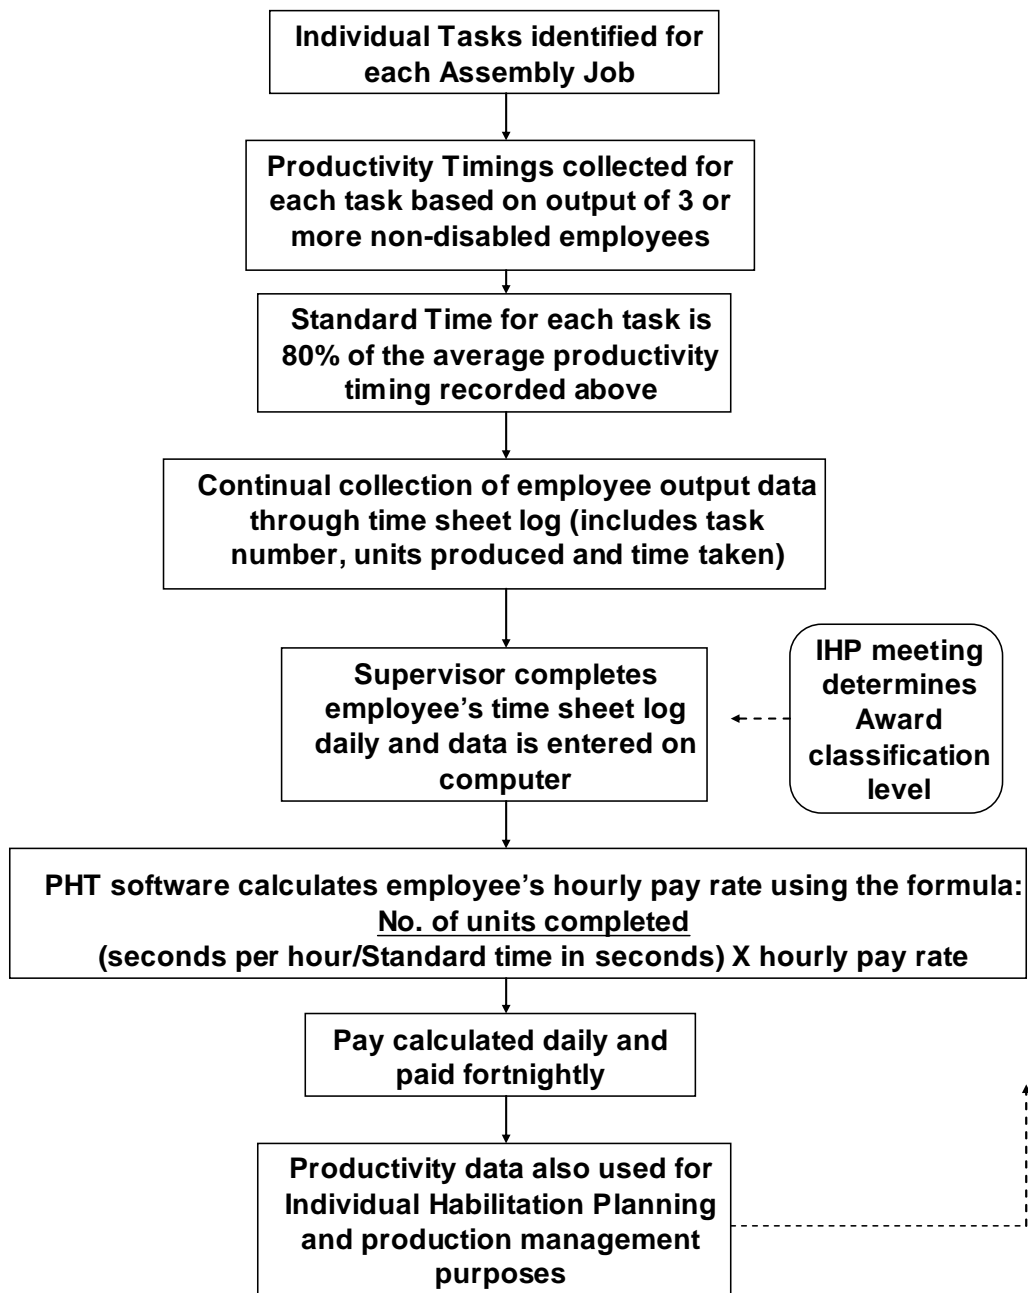 Individual Tasks identified for
each Assembly Job
Productivity Timings collected for
each task based on output of 3 or
more non-disabled employees
Standard Time for each task is
80% of the average productivity
timing recorded above
Continual collection of employee output data
through time sheet log (includes task
number, units produced and time taken)
Supervisor completes
employee’s time sheet log
daily and data is entered on
computer
IHP meeting
determines
Award
classification
level
PHT software calculates employee’s hourly pay rate using the formula:
No. of units completed
(seconds per hour/Standard time in seconds) X hourly pay rate
Pay calculated daily and
paid fortnightly
Productivity data also used for
Individual Habilitation Planning
and production management
purposes